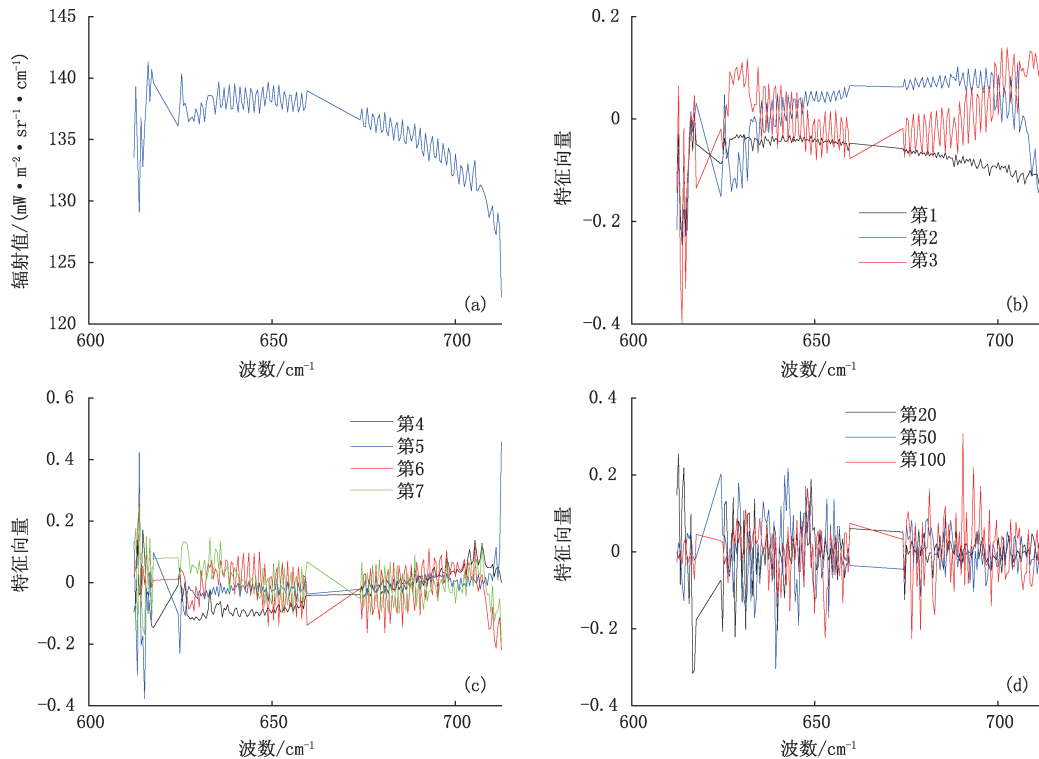 145
140
135
130
125
120
辐射值/(mW·m⁻²·sr⁻¹·cm⁻¹)
600
650
700
波数/cm⁻¹
(a)
0.2
0
-0.2
-0.4
特征向量
第1
第2
第3
600
650
700
波数/cm⁻¹
(b)
0.6
0.4
0.2
0
-0.2
-0.4
特征向量
第4
第5
第6
第7
600
650
700
波数/cm⁻¹
(c)
0.4
0.2
0
-0.2
-0.4
特征向量
第20
第50
第100
600
650
700
波数/cm⁻¹
(d)